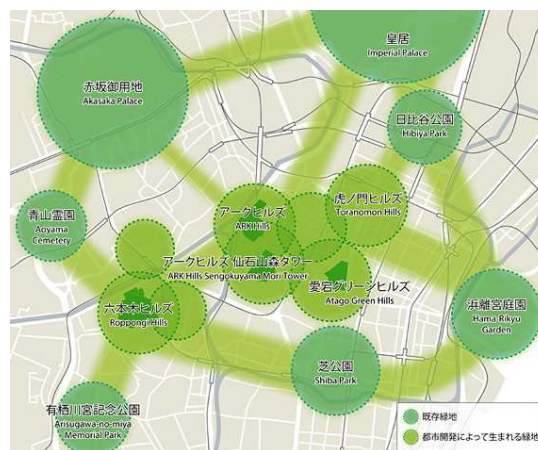 皇居
Imperial Palace
赤坂御用地
Akasaka Palace
日比谷公園
Hibiya Park
虎ノ門ヒルズ
Toranomon Hills
アークヒルズ
ARK Hills
青山霊園
Aoyama
Cemetery
アークヒルズ 仙石山森タワー
ARK Hills Sengokuyama Mori Tower
愛宕グリーンヒルズ
Atago Green Hills
六本木ヒルズ
Roppongi Hills
浜離宮庭園
Hama-Rikyu
Garden
芝公園
Shiba Park
有栖川宮記念公園
Arisugawa-no-miya
Memorial Park
既存緑地
都市開発によって生まれる緑地